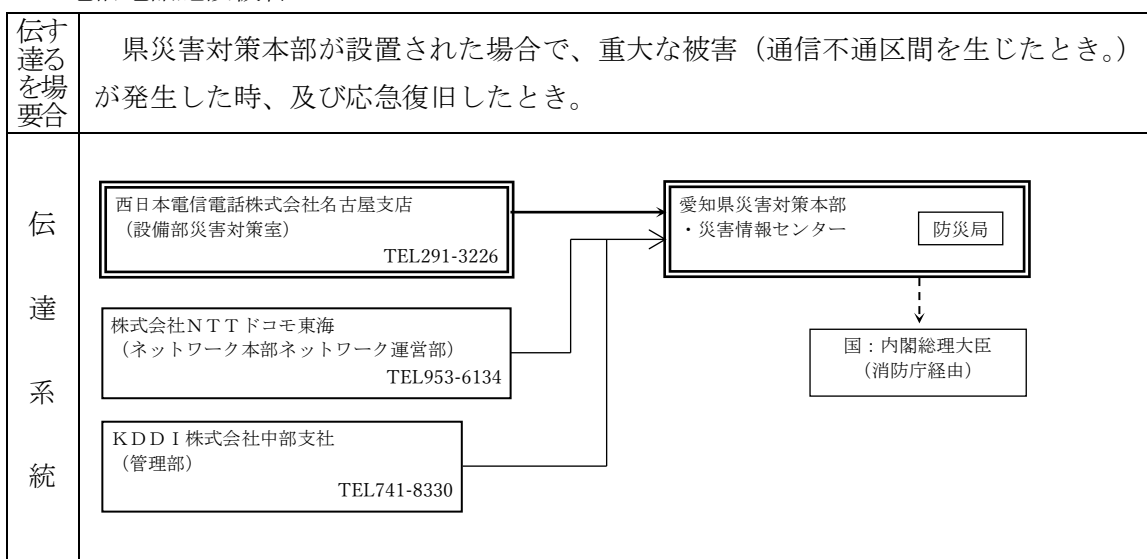 伝達を要する場合
県災害対策本部が設置された場合で、重大な被害（通信不通区間を生じたとき。）
が発生した時、及び応急復旧したとき。
伝達系統
西日本電信電話株式会社名古屋支店
（設備部災害対策室）
TEL291-3226
愛知県災害対策本部
・災害情報センター
防災局
株式会社ＮＴＴドコモ東海
（ネットワーク本部ネットワーク運営部）
TEL953-6134
国：内閣総理大臣
（消防庁経由）
ＫＤＤＩ株式会社中部支社
（管理部）
TEL741-8330